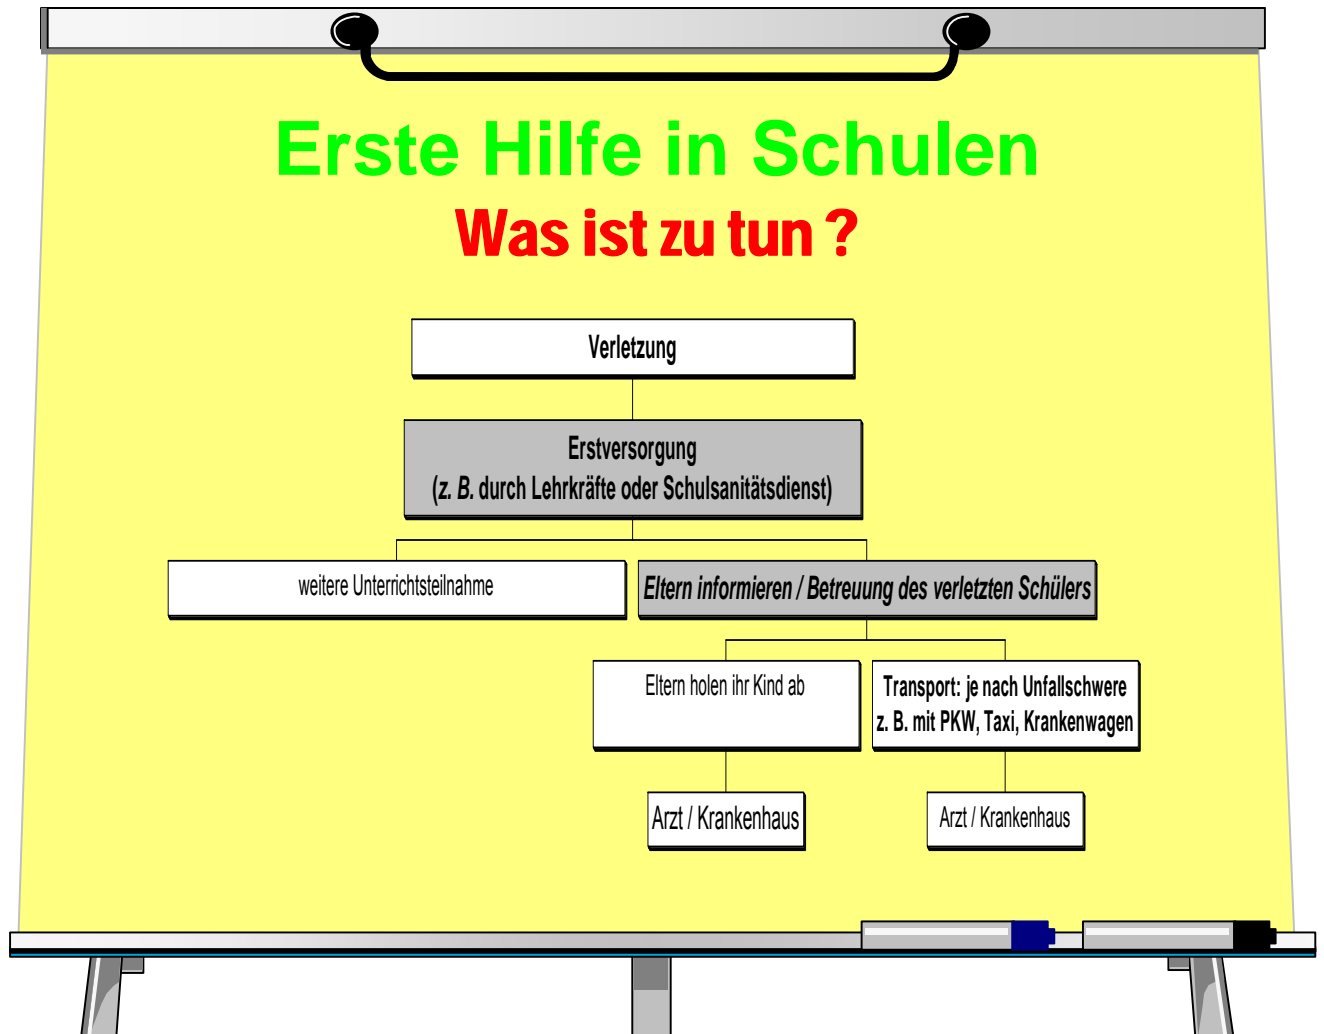 Erste Hilfe in Schulen
Was ist zu tun ?
Verletzung
Erstversorgung
(z. B. durch Lehrkräfte oder Schulsanitätsdienst)
weitere Unterrichtsteilnahme
Eltern informieren / Betreuung des verletzten Schülers
Eltern holen ihr Kind ab
Transport: je nach Unfallschwere
z. B. mit PKW, Taxi, Krankenwagen
Arzt / Krankenhaus
Arzt / Krankenhaus